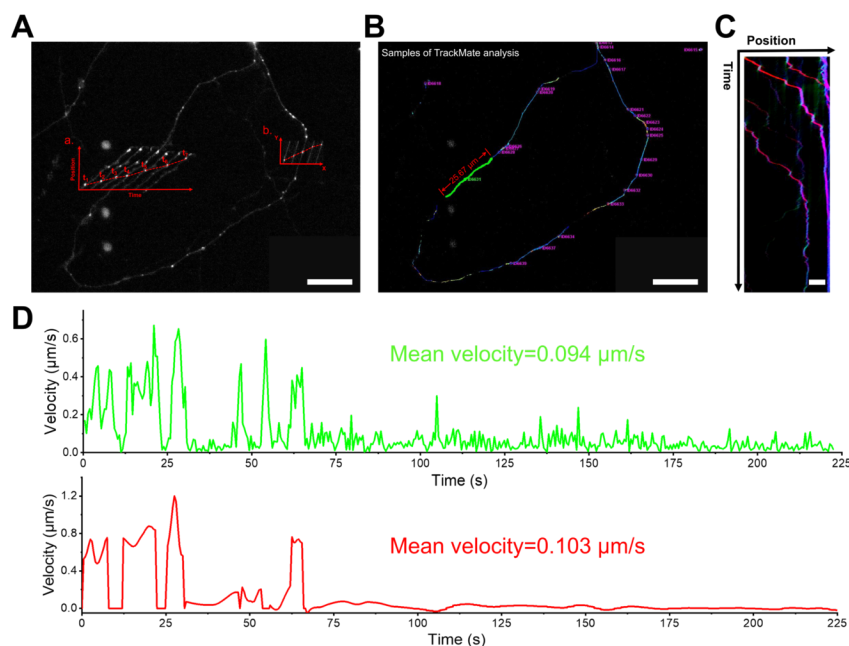 A
B
C
Samples of TrackMate analysis
Position
Time
a.
b.
Position
Time
Y
X
25.87 µm
D
Velocity (µm/s)
0.6
0.4
0.2
0.0
Mean velocity=0.094 µm/s
0
25
50
75
100
125
150
175
200
225
Time (s)
Velocity (µm/s)
1.2
0.8
0.4
0.0
Mean velocity=0.103 µm/s
0
25
50
75
100
125
150
175
200
225
Time (s)